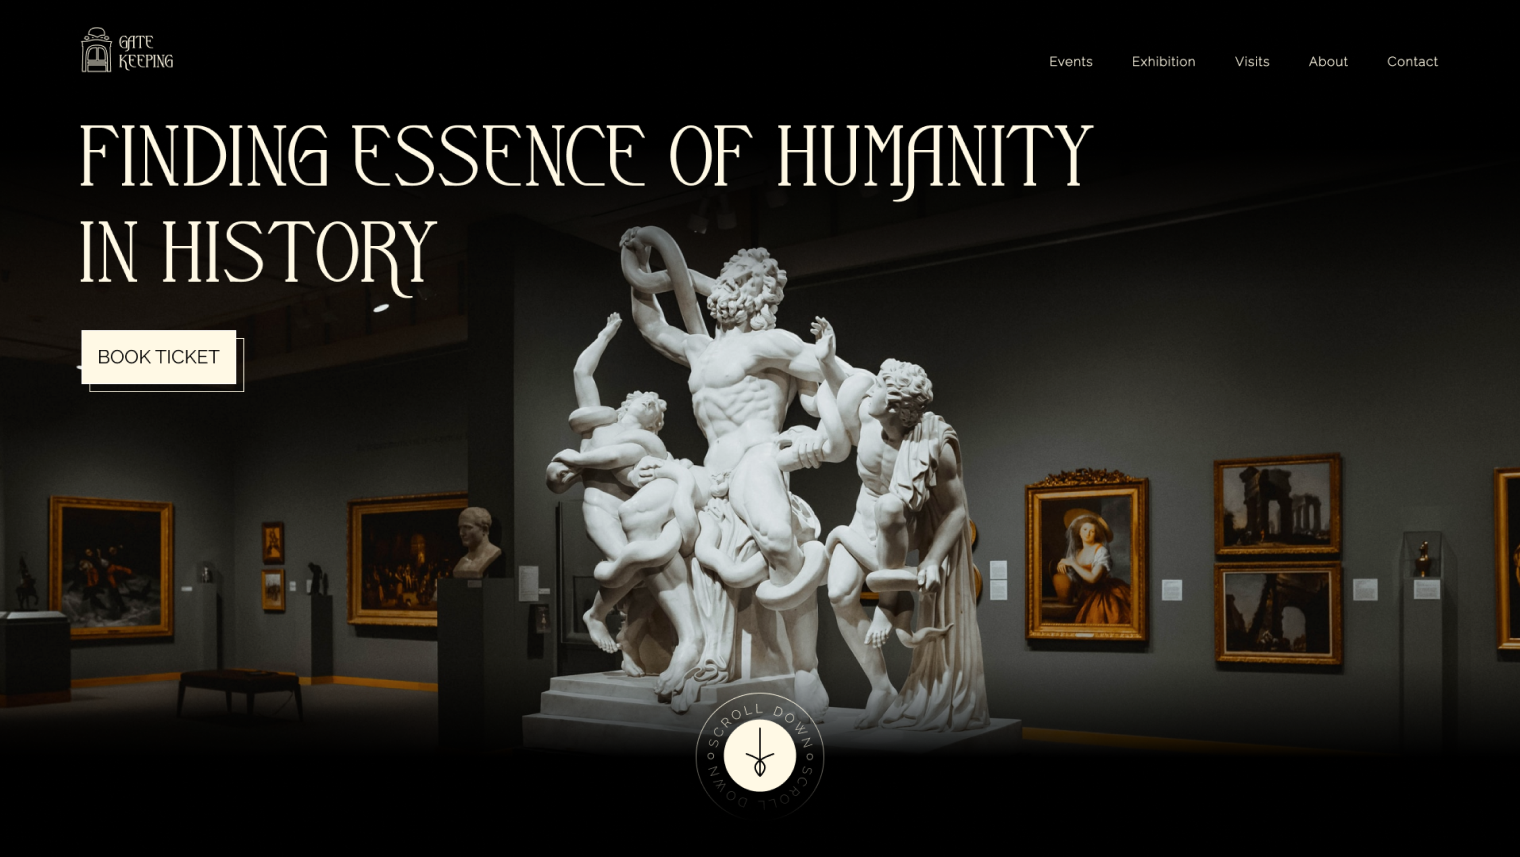 GATE
KEEPING
Events
Exhibition
Visits
About
Contact
FINDING ESSENCE OF HUMANITY
IN HISTORY
BOOK TICKET
SCROLL DOWN
SCROLL DOWN